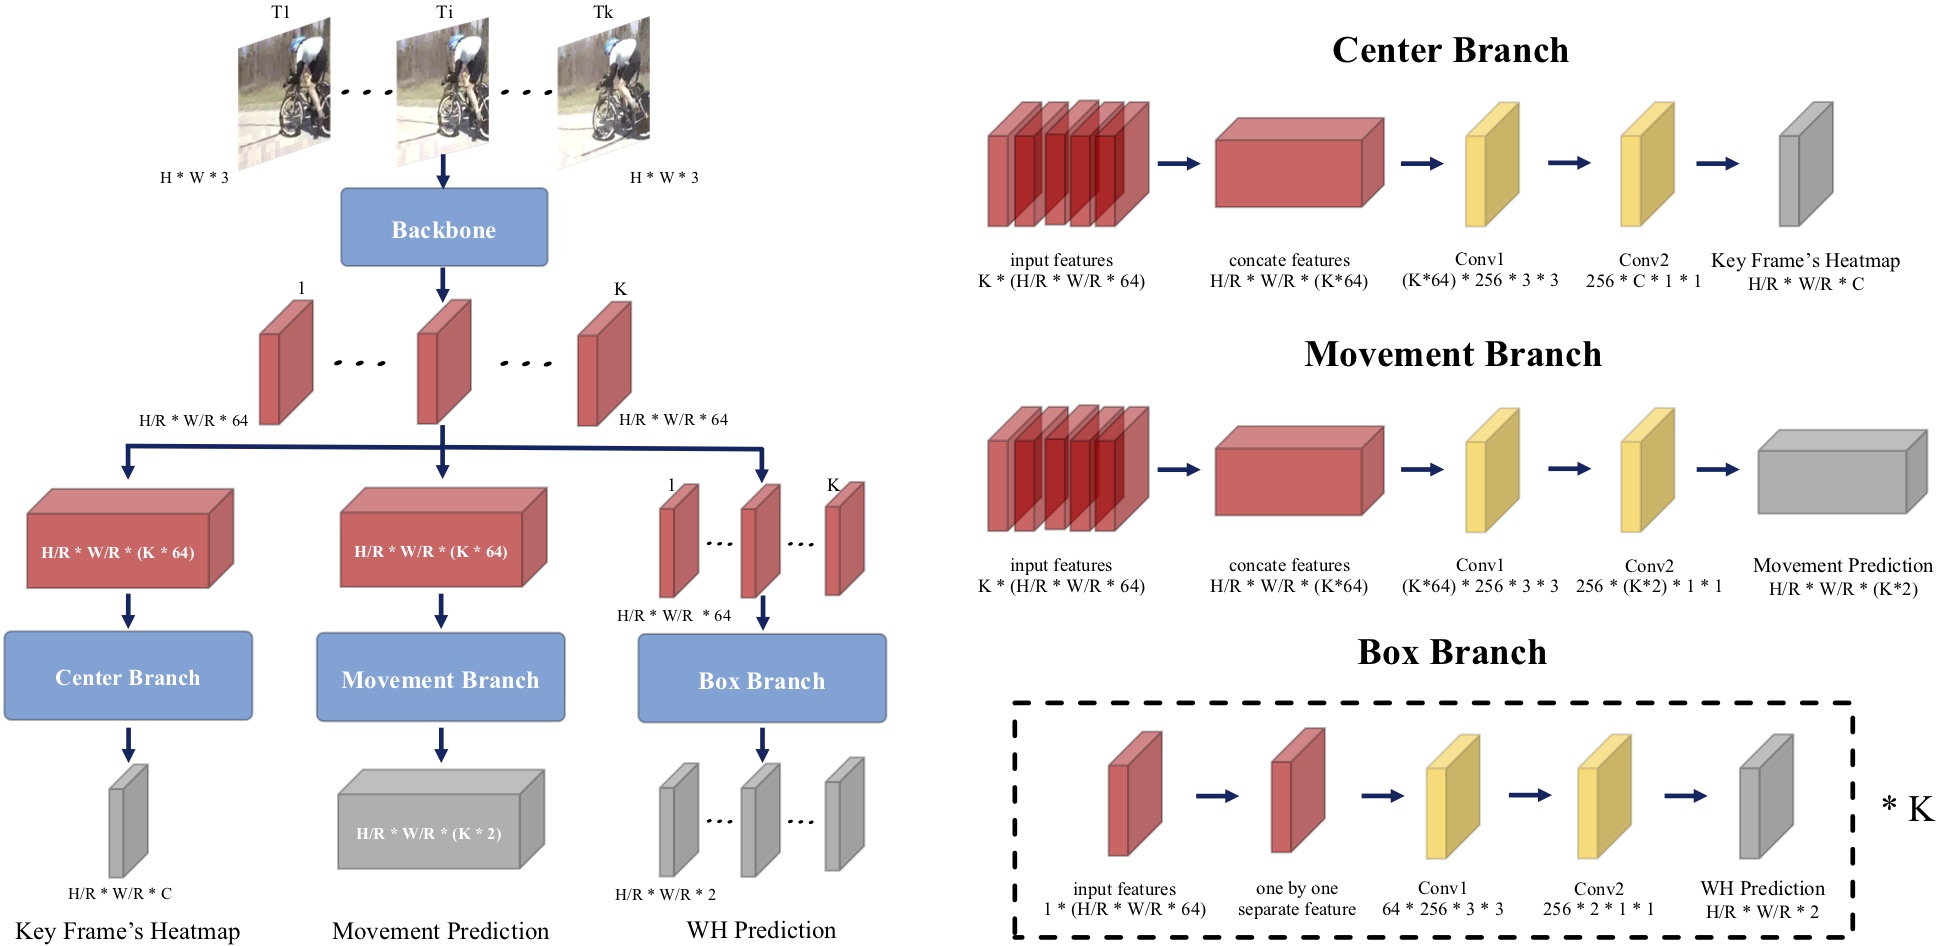 T1
Ti
Tk
H * W * 3
H * W * 3
Backbone
1
K
H/R * W/R * 64
H/R * W/R * 64
H/R * W/R * (K * 64)
H/R * W/R * (K * 64)
1
K
H/R * W/R * 64
Center Branch
Movement Branch
Box Branch
H/R * W/R * C
H/R * W/R * (K * 2)
H/R * W/R * 2
Key Frame's Heatmap
Movement Prediction
WH Prediction
Center Branch
input features
K * (H/R * W/R * 64)
concate features
H/R * W/R * (K*64)
Conv1
(K*64) * 256 * 3 * 3
Conv2
256 * C * 1 * 1
Key Frame's Heatmap
H/R * W/R * C
Movement Branch
input features
K * (H/R * W/R * 64)
concate features
H/R * W/R * (K*64)
Conv1
(K*64) * 256 * 3 * 3
Conv2
256 * (K*2) * 1 * 1
Movement Prediction
H/R * W/R * (K*2)
Box Branch
input features
1 * (H/R * W/R * 64)
one by one
separate feature
Conv1
64 * 256 * 3 * 3
Conv2
256 * 2 * 1 * 1
WH Prediction
H/R * W/R * 2
* K